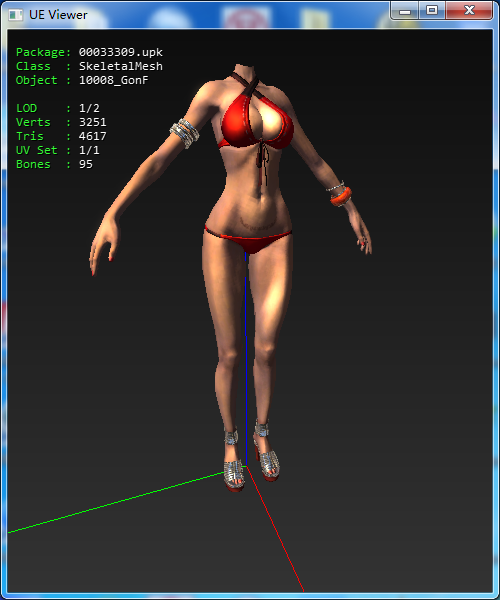 UE Viewer
Package: 00033309.upk
Class : SkeletalMesh
Object : 10008_GonF
LOD : 1/2
Verts : 3251
Tris : 4617
UV Set : 1/1
Bones : 95